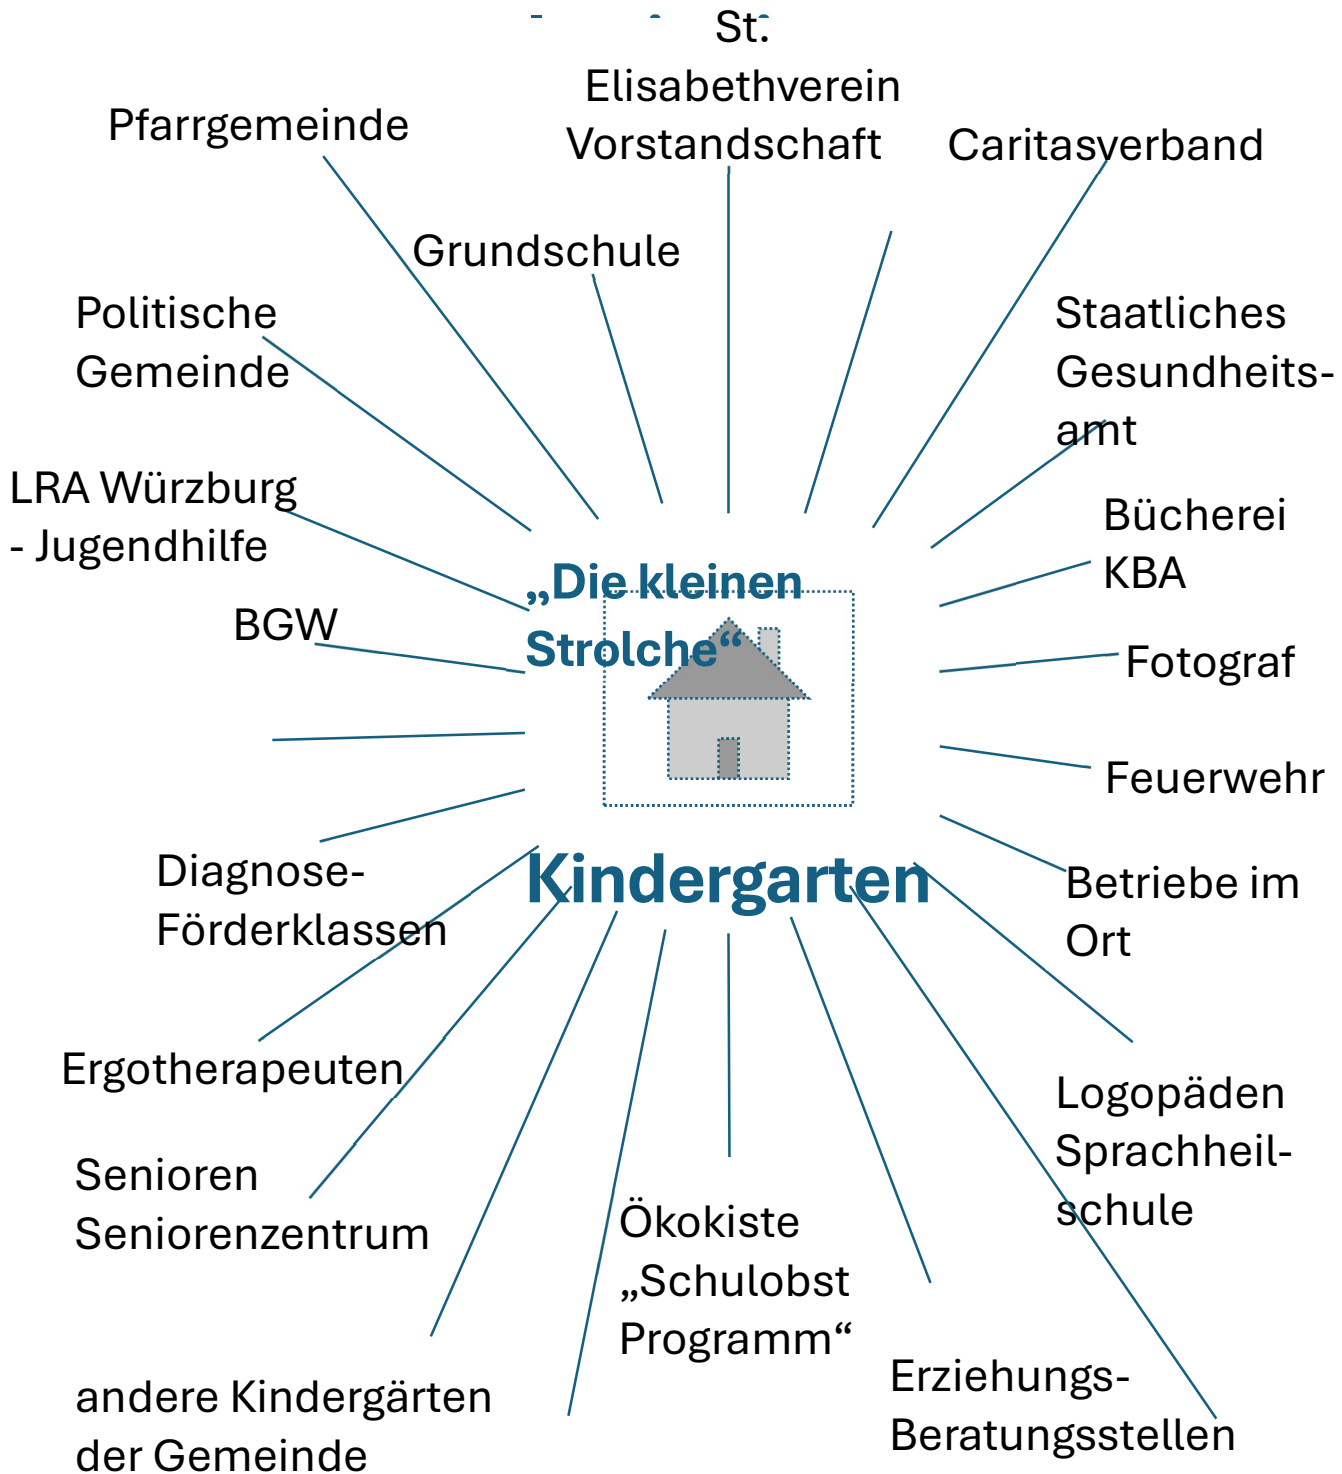 St.
Elisabethverein
Vorstandschaft
Pfarrgemeinde
Caritasverband
Grundschule
Politische
Gemeinde
Staatliches
Gesundheits-
amt
LRA Würzburg
- Jugendhilfe
Bücherei
KBA
„Die kleinen
Strolche“
BGW
Fotograf
Feuerwehr
Kindergarten
Diagnose-
Förderklassen
Betriebe im
Ort
Ergotherapeuten
Logopäden
Sprachheil-
schule
Senioren
Seniorenzentrum
Ökokiste
„Schulobst
Programm“
Erziehungs-
Beratungsstellen
andere Kindergärten
der Gemeinde